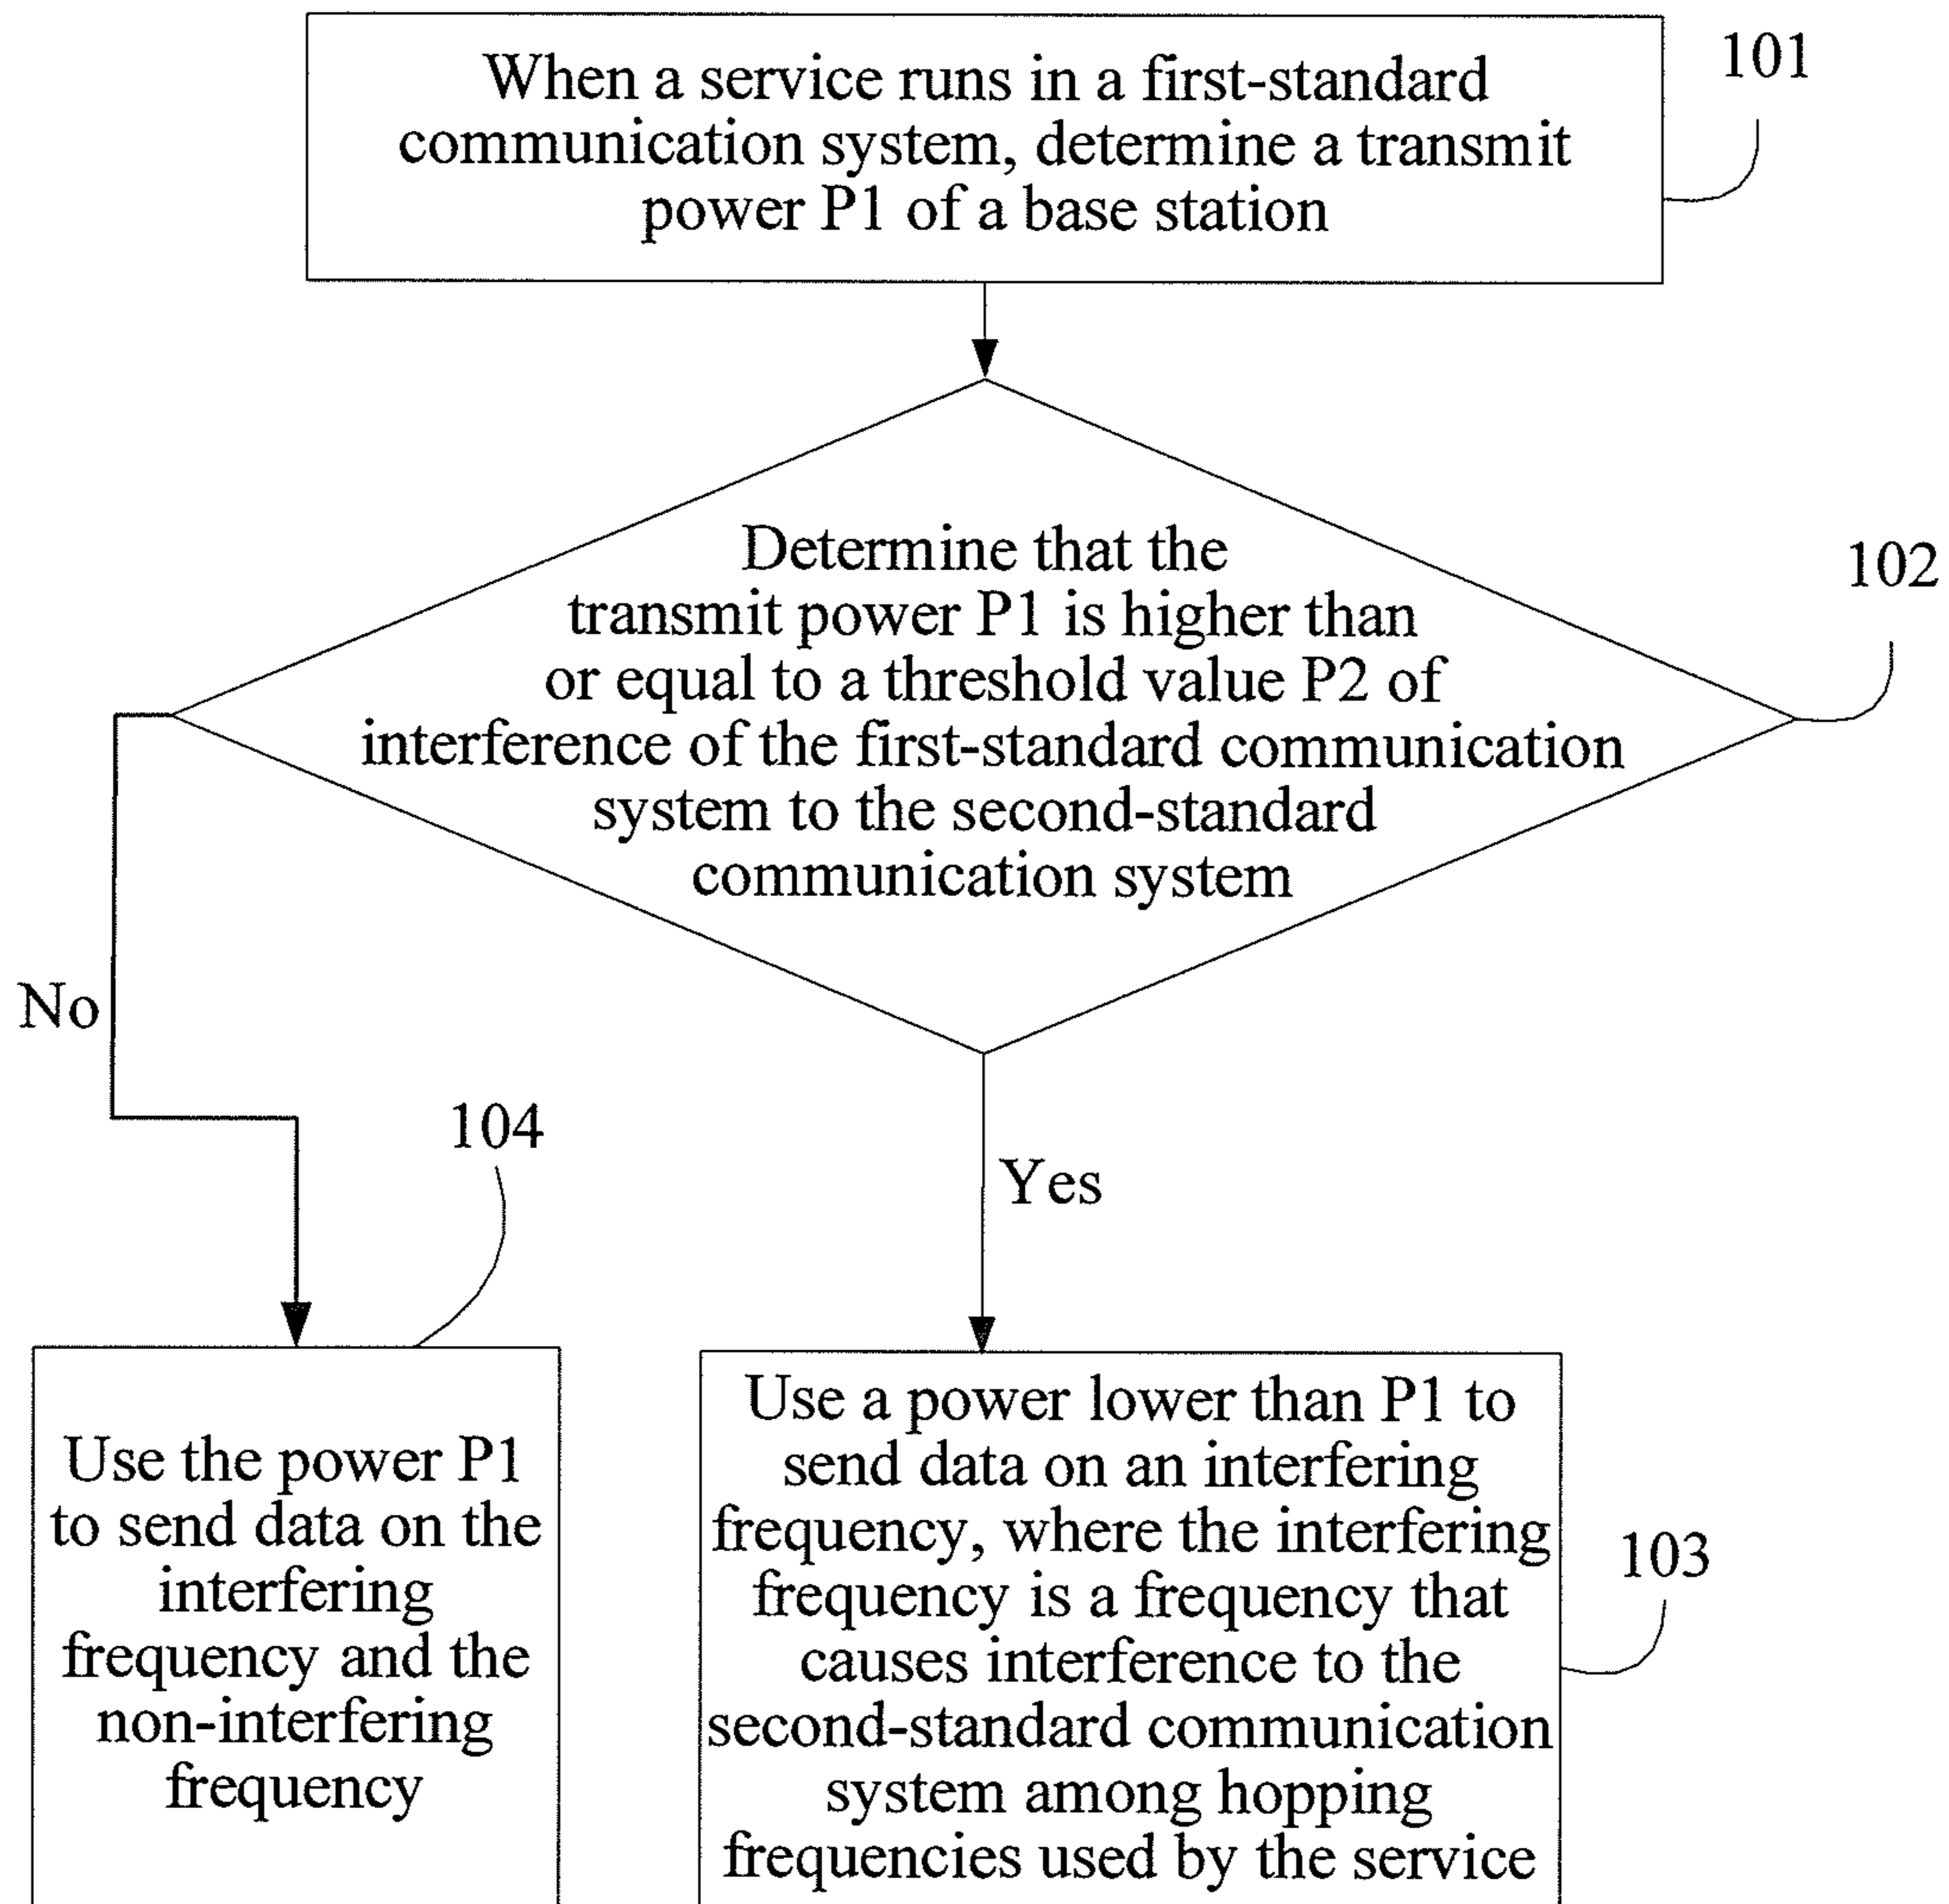 When a service runs in a first-standard
communication system, determine a transmit
power P1 of a base station
101
Determine that the
transmit power P1 is higher than
or equal to a threshold value P2 of
interference of the first-standard communication
system to the second-standard
communication system
102
No
Yes
104
Use the power P1
to send data on the
interfering
frequency and the
non-interfering
frequency
Use a power lower than P1 to
send data on an interfering
frequency, where the interfering
frequency is a frequency that
causes interference to the
second-standard communication
system among hopping
frequencies used by the service
103